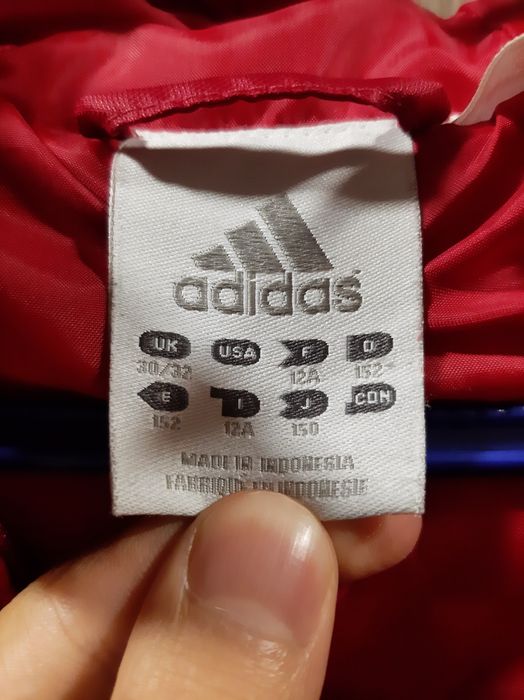 adidas
UK USA F D
30/32 12A 152
E I J CDN
152 12A 150
MADE IN INDONESIA
FABRIQUE EN INDONESIE